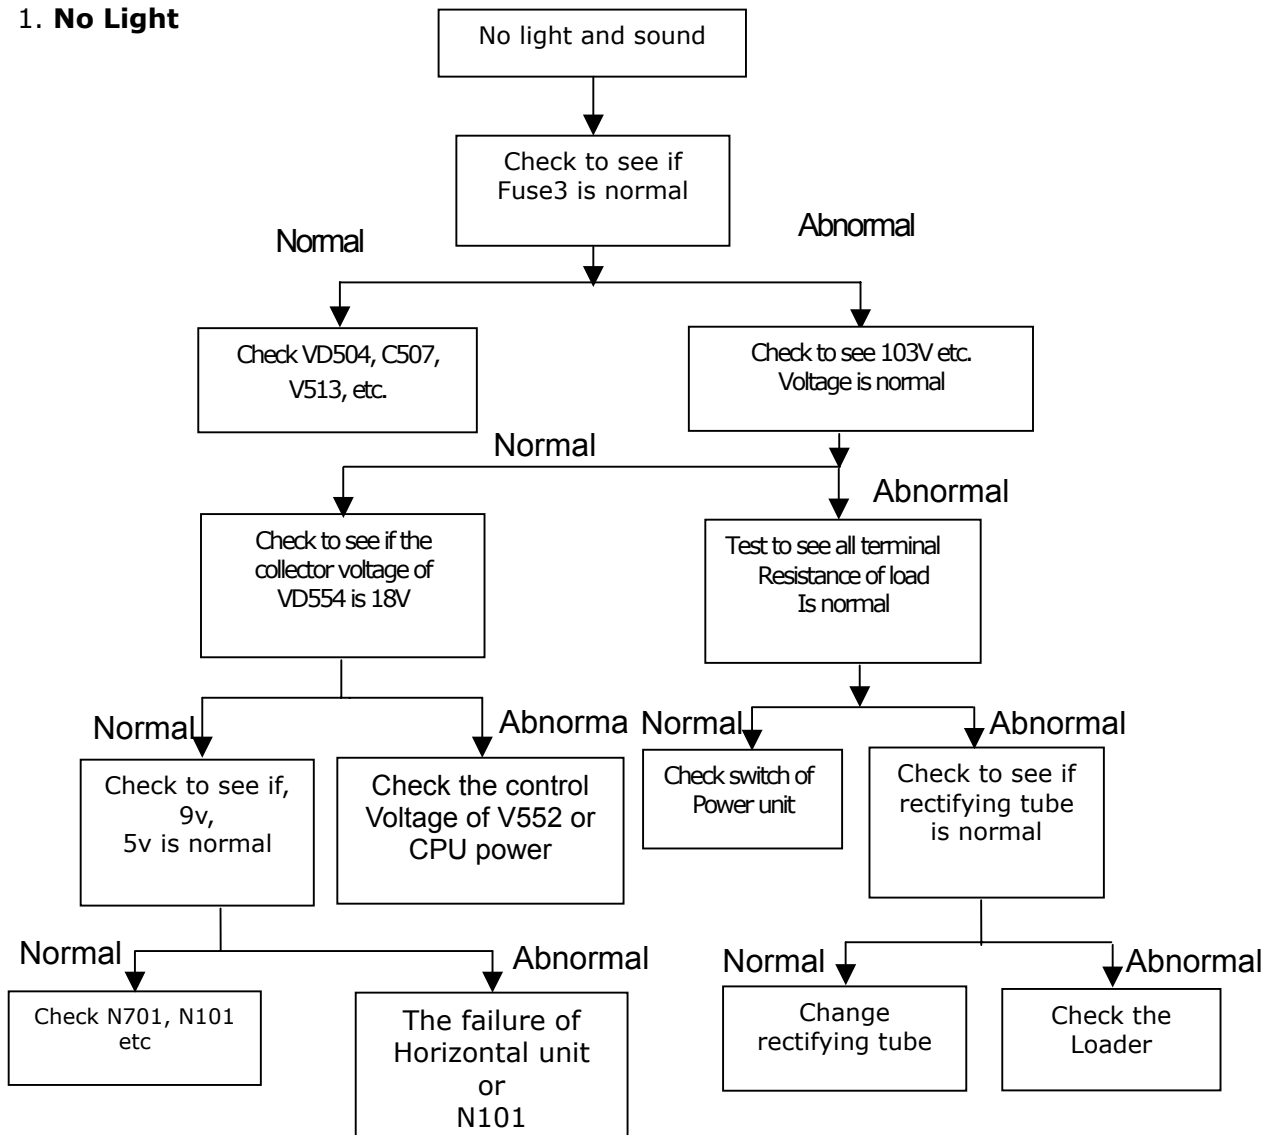 1. No Light
No light and sound
Check to see if
Fuse3 is normal
Normal
Abnormal
Check VD504, C507,
V513, etc.
Check to see 103V etc.
Voltage is normal
Normal
Abnormal
Check to see if the
collector voltage of
VD554 is 18V
Test to see all terminal
Resistance of load
Is normal
Normal
Abnorma
Normal
Abnormal
Check to see if,
9v,
5v is normal
Check the control
Voltage of V552 or
CPU power
Check switch of
Power unit
Check to see if
rectifying tube
is normal
Normal
Abnormal
Normal
Abnormal
Check N701, N101
etc
The failure of
Horizontal unit
or
N101
Change
rectifying tube
Check the
Loader